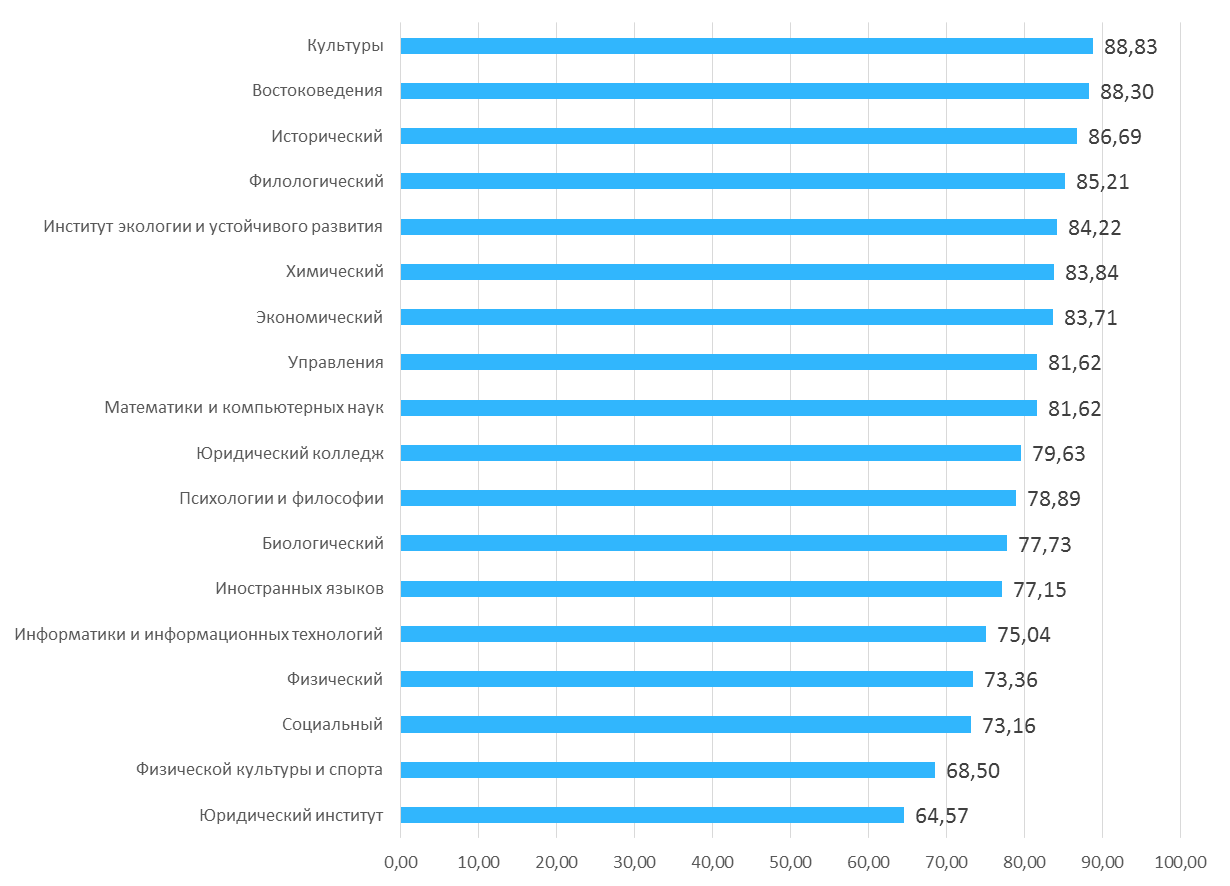 Культуры 88,83
Востоковедения 88,30
Исторический 86,69
Филологический 85,21
Институт экологии и устойчивого развития 84,22
Химический 83,84
Экономический 83,71
Управления 81,62
Математики и компьютерных наук 81,62
Юридический колледж 79,63
Психологии и философии 78,89
Биологический 77,73
Иностранных языков 77,15
Информатики и информационных технологий 75,04
Физический 73,36
Социальный 73,16
Физической культуры и спорта 68,50
Юридический институт 64,57
0,00 10,00 20,00 30,00 40,00 50,00 60,00 70,00 80,00 90,00 100,00